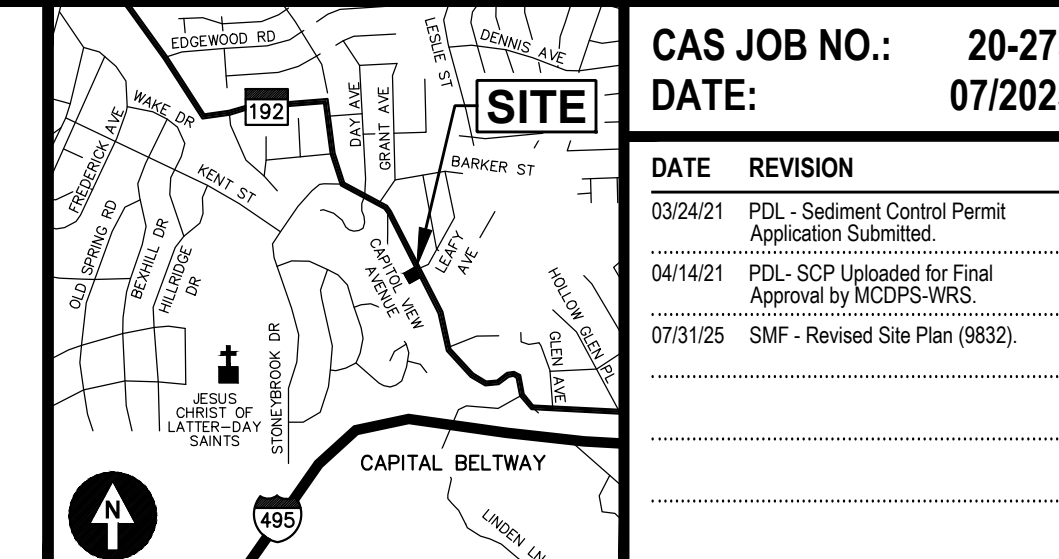 EDGEWOOD RD
LESLIE ST
DENNIS AVE
192
WAKE DR
FREDERICK AVE
DAY AVE
GRANT AVE
SITE
KENT ST
BARKER ST
OLD SPRING RD
BEXHILL DR
HILLRIDGE
DR
CAPITOL VIEW
AVENUE
LEAFY
AVE
HOLLOW GLEN PL
GLEN AVE
STONEYBROOK DR
JESUS
CHRIST OF
LATTER-DAY
SAINTS
CAPITAL BELTWAY
N
495
LINDEN LN
CAS JOB NO.: 20-27
DATE: 07/202
DATE REVISION
03/24/21 PDL - Sediment Control Permit
Application Submitted.
04/14/21 PDL- SCP Uploaded for Final
Approval by MCDPS-WRS.
07/31/25 SMF - Revised Site Plan (9832).